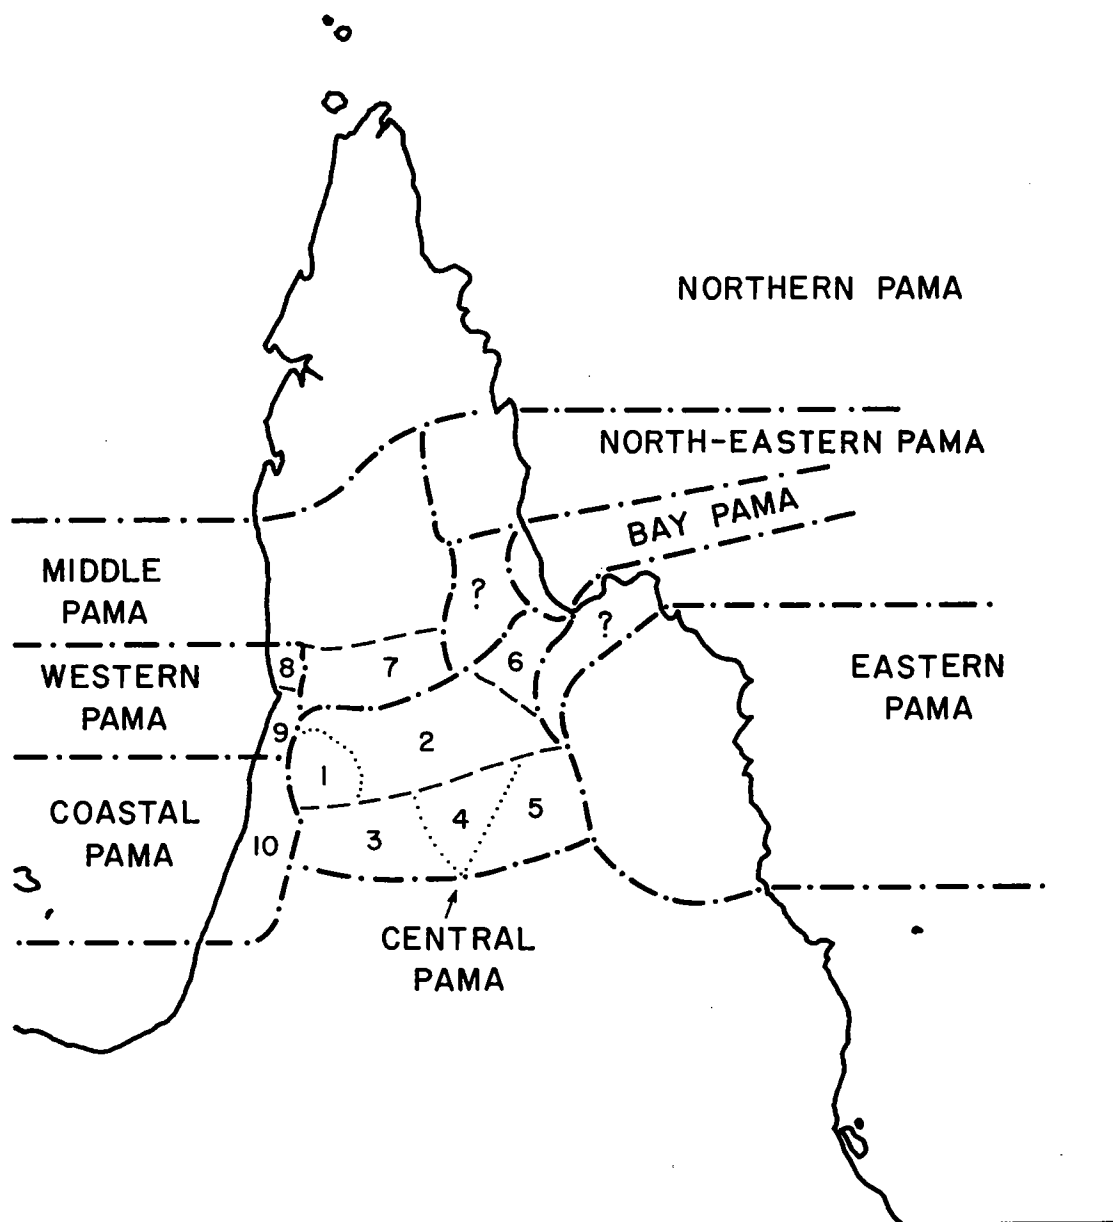 NORTHERN PAMA
NORTH-EASTERN PAMA
BAY PAMA
MIDDLE
PAMA
?
?
WESTERN
PAMA
8
7
6
EASTERN
PAMA
9
2
1
COASTAL
PAMA
10
3
4
5
CENTRAL
PAMA